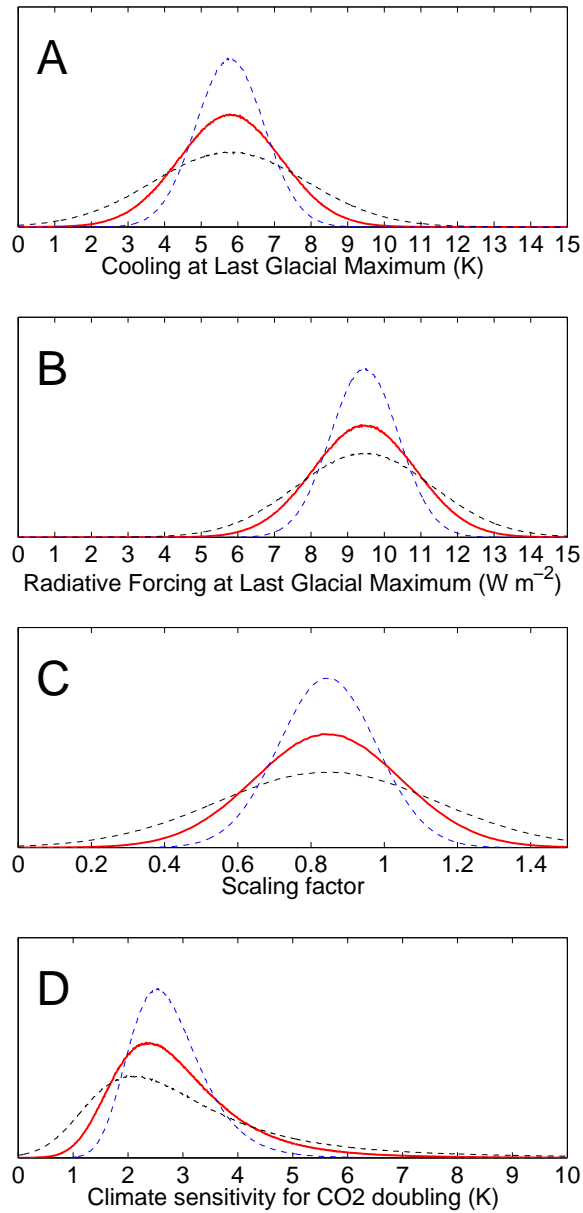 A
0 1 2 3 4 5 6 7 8 9 10 11 12 13 14 15
Cooling at Last Glacial Maximum (K)
B
0 1 2 3 4 5 6 7 8 9 10 11 12 13 14 15
Radiative Forcing at Last Glacial Maximum (W m−2)
C
0 0.2 0.4 0.6 0.8 1 1.2 1.4
Scaling factor
D
0 1 2 3 4 5 6 7 8 9 10
Climate sensitivity for CO2 doubling (K)